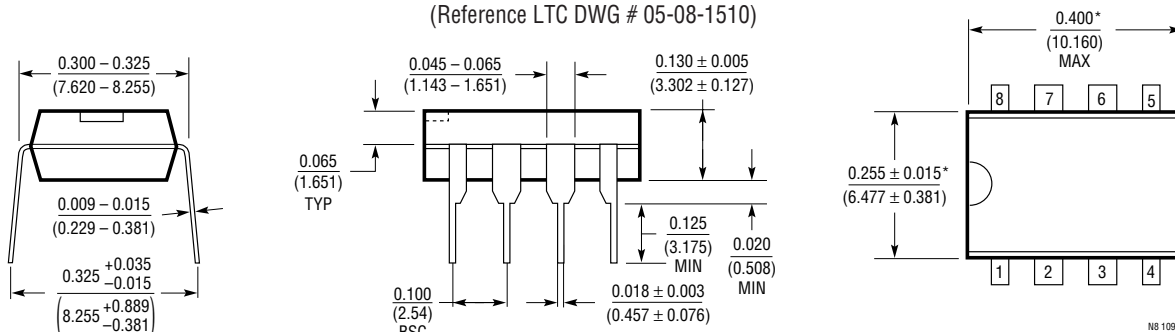 (Reference LTC DWG # 05-08-1510)
0.300 – 0.325
(7.620 – 8.255)
0.009 – 0.015
(0.229 – 0.381)
0.325 +0.035 –0.015
(8.255 +0.889 –0.381)
0.045 – 0.065
(1.143 – 1.651)
0.130 ± 0.005
(3.302 ± 0.127)
0.065
(1.651)
TYP
0.125
(3.175)
MIN
0.020
(0.508)
MIN
0.100
(2.54)
BSC
0.018 ± 0.003
(0.457 ± 0.076)
0.400*
(10.160)
MAX
8 7 6 5
0.255 ± 0.015*
(6.477 ± 0.381)
1 2 3 4
N8 109